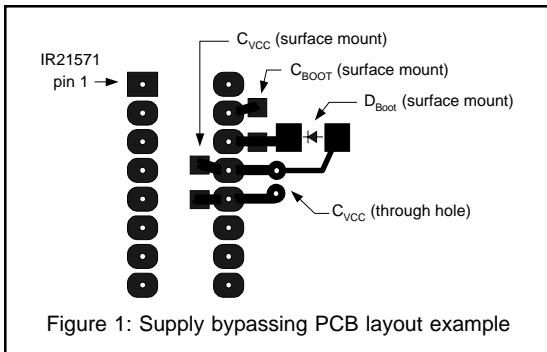 C_VCC (surface mount)
IR21571
pin 1
C_BOOT (surface mount)
D_Boot (surface mount)
C_VCC (through hole)
Figure 1: Supply bypassing PCB layout example